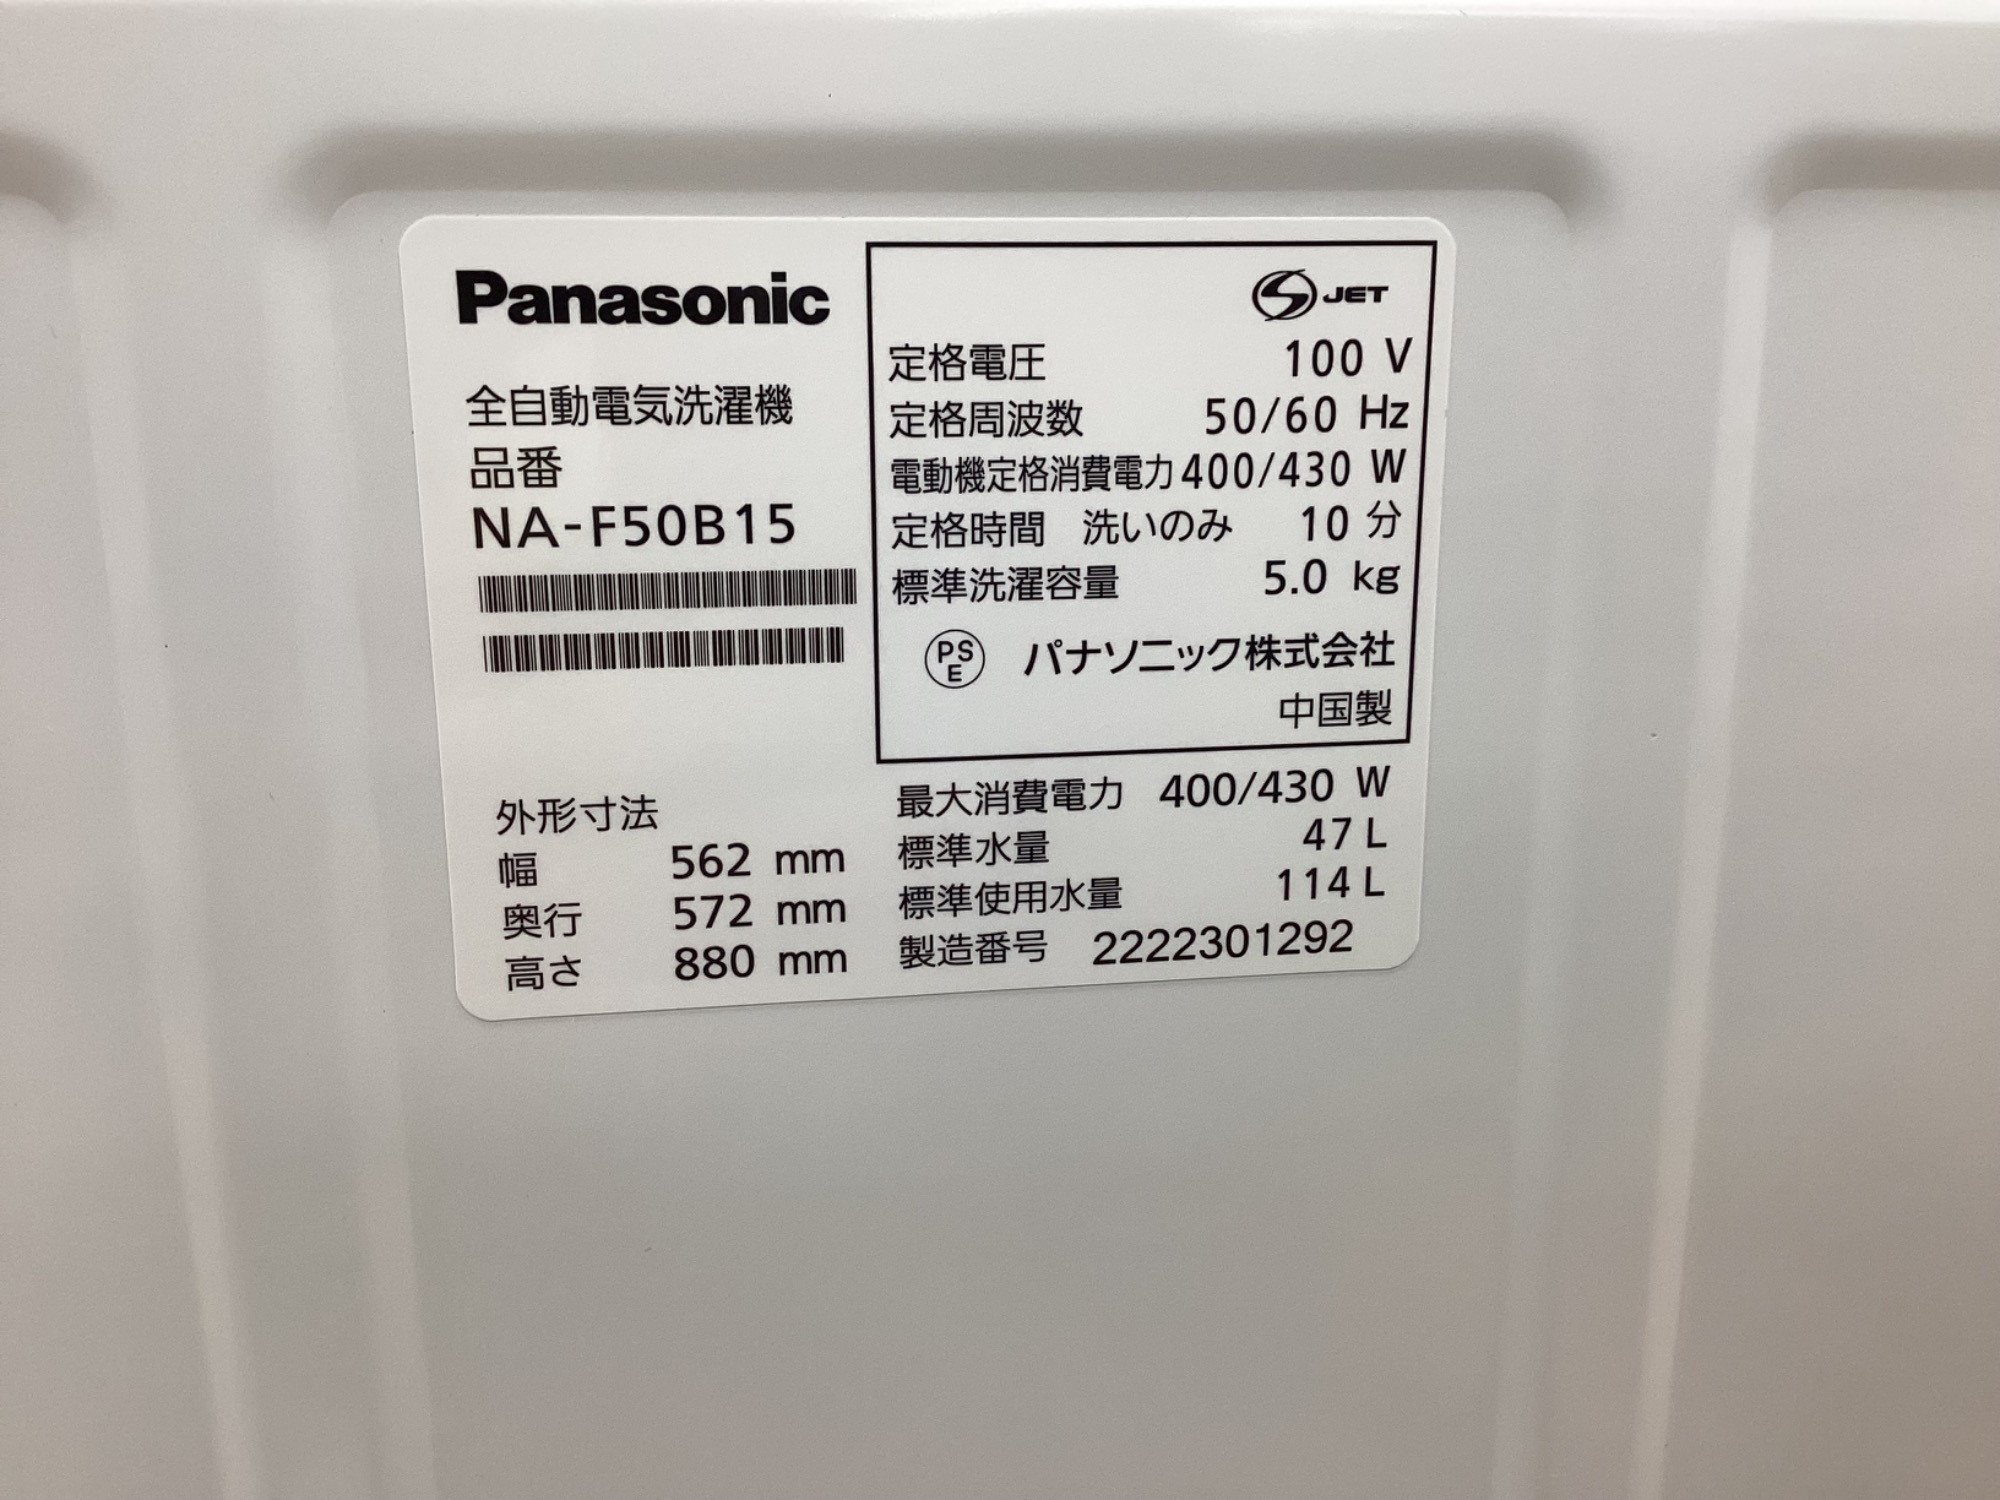 Panasonic
全自動電気洗濯機
品番
NA-F50B15
外形寸法
幅 562 mm
奥行 572 mm
高さ 880 mm
JET
定格電圧 100 V
定格周波数 50/60 Hz
電動機定格消費電力 400/430 W
定格時間 洗いのみ 10 分
標準洗濯容量 5.0 kg
PSE パナソニック株式会社
中国製
最大消費電力 400/430 W
標準水量 47 L
標準使用水量 114 L
製造番号 2222301292